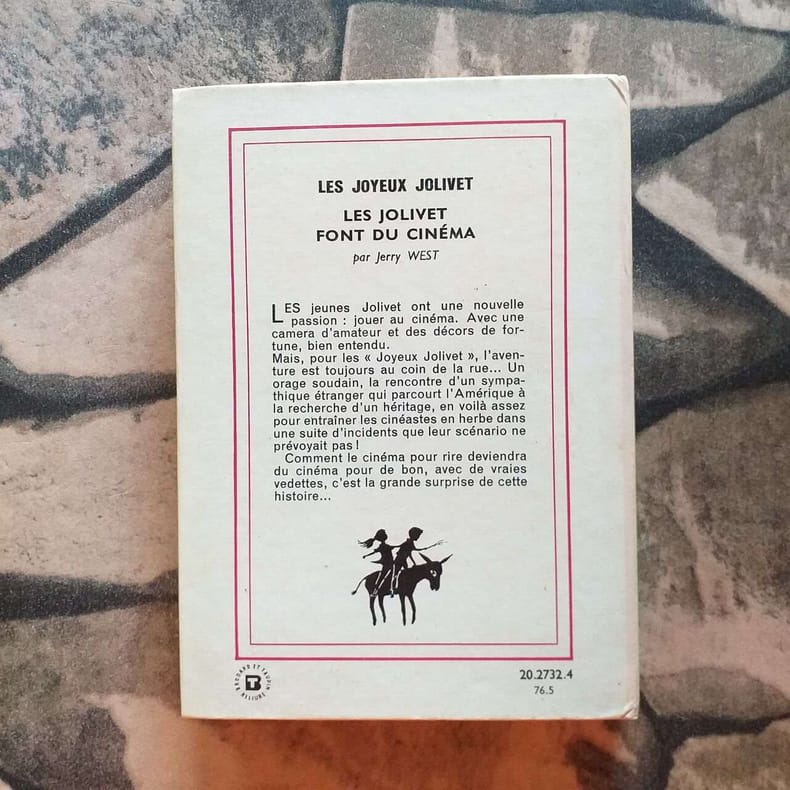 LES JOYEUX JOLIVET
LES JOLIVET
FONT DU CINÉMA
par Jerry WEST
LES jeunes Jolivet ont une nouvelle
passion : jouer au cinéma. Avec une
camera d'amateur et des décors de for-
tune, bien entendu.
Mais, pour les « Joyeux Jolivet », l'aven-
ture est toujours au coin de la rue... Un
orage soudain, la rencontre d'un sympa-
thique étranger qui parcourt l'Amérique à
la recherche d'un héritage, en voilà assez
pour entraîner les cinéastes en herbe dans
une suite d'incidents que leur scénario ne
prévoyait pas !
Comment le cinéma pour rire deviendra
du cinéma pour de bon, avec de vraies
vedettes, c'est la grande surprise de cette
histoire...
BRODARD ET TAUPIN
RELIURE
20.2732.4
76.5